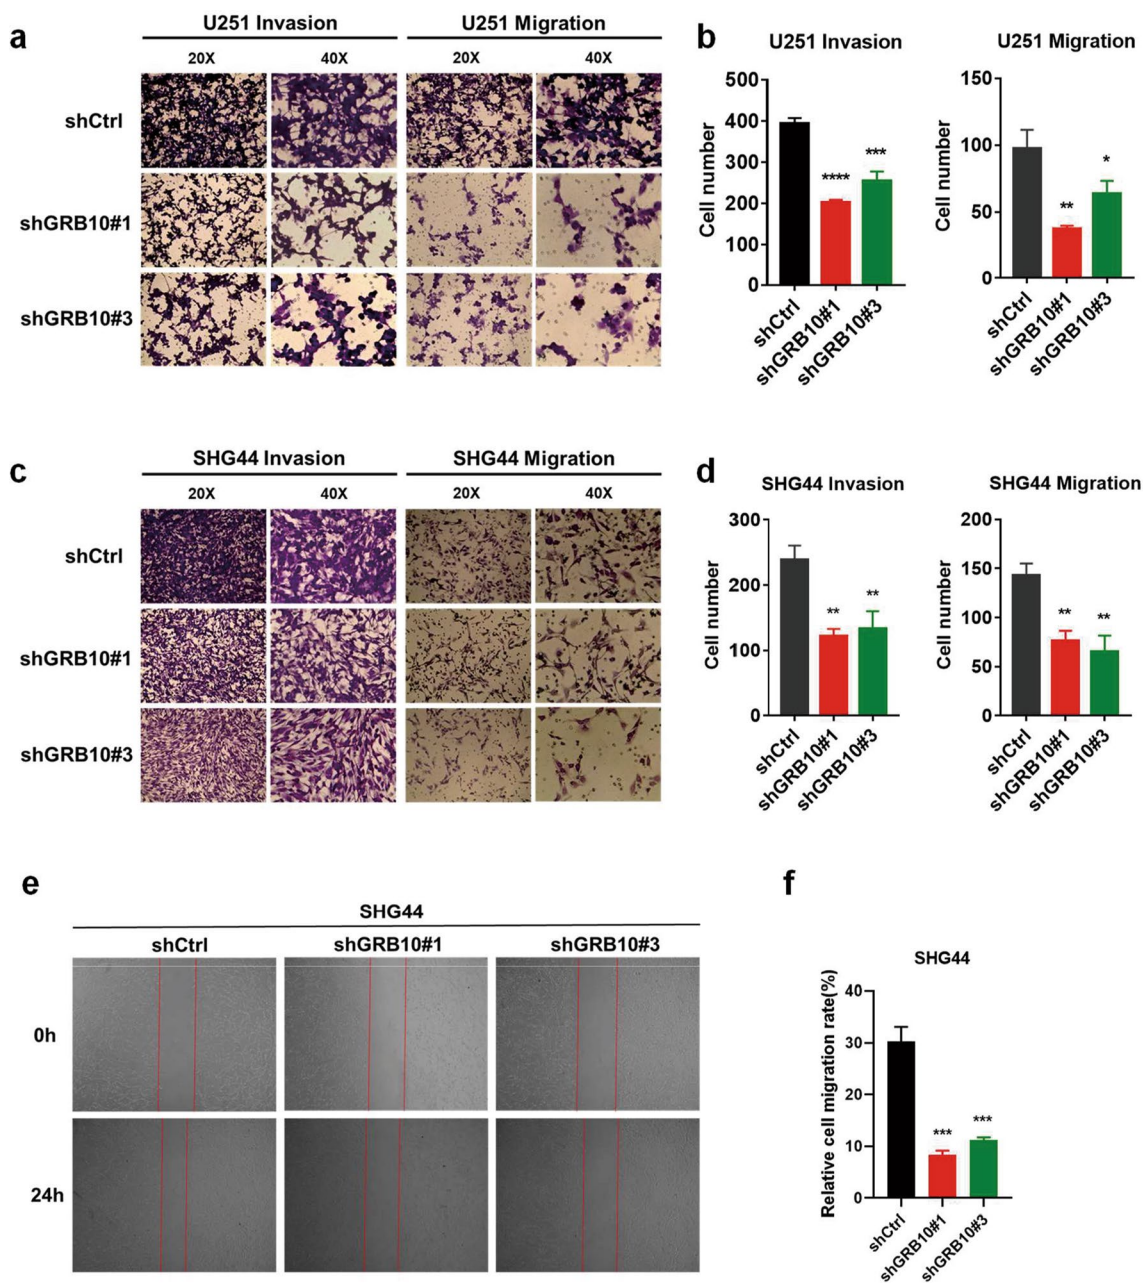 a
U251 Invasion
U251 Migration
20X
40X
20X
40X
shCtrl
shGRB10#1
shGRB10#3
b
U251 Invasion
Cell number
500
400
300
200
100
0
****
***
shCtrl
shGRB10#1
shGRB10#3
U251 Migration
Cell number
150
100
50
0
**
*
shCtrl
shGRB10#1
shGRB10#3
c
SHG44 Invasion
SHG44 Migration
20X
40X
20X
40X
shCtrl
shGRB10#1
shGRB10#3
d
SHG44 Invasion
Cell number
300
200
100
0
**
**
shCtrl
shGRB10#1
shGRB10#3
SHG44 Migration
Cell number
200
150
100
50
0
**
**
shCtrl
shGRB10#1
shGRB10#3
e
SHG44
shCtrl
shGRB10#1
shGRB10#3
0h
24h
f
SHG44
Relative cell migration rate(%)
40
30
20
10
0
***
***
shCtrl
shGRB10#1
shGRB10#3